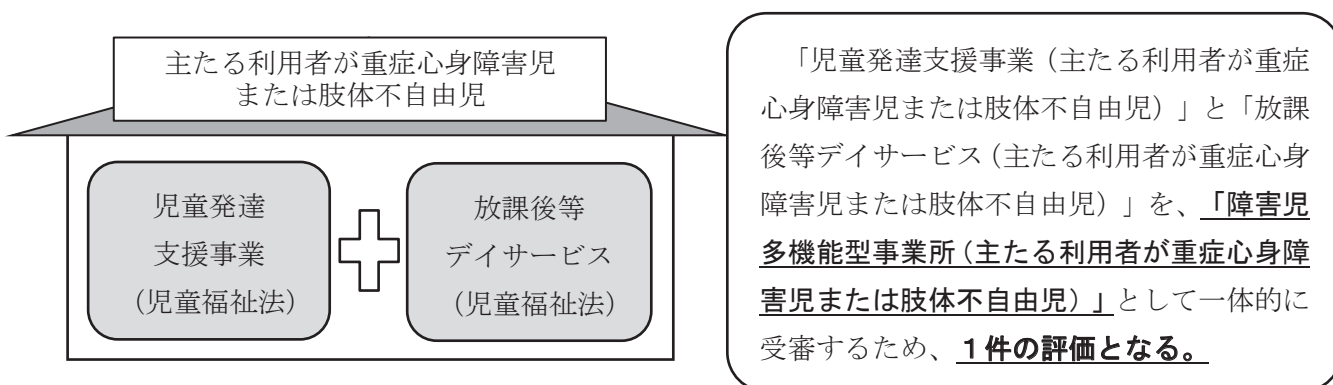 主たる利用者が重症心身障害児
または肢体不自由児
児童発達
支援事業
(児童福祉法)
放課後等
デイサービス
(児童福祉法)
「児童発達支援事業（主たる利用者が重症
心身障害児または肢体不自由児）」と「放課
後等デイサービス（主たる利用者が重症心身
障害児または肢体不自由児）」を、「障害児
多機能型事業所（主たる利用者が重症心身障
害児または肢体不自由児）」として一体的に
受審するため、１件の評価となる。